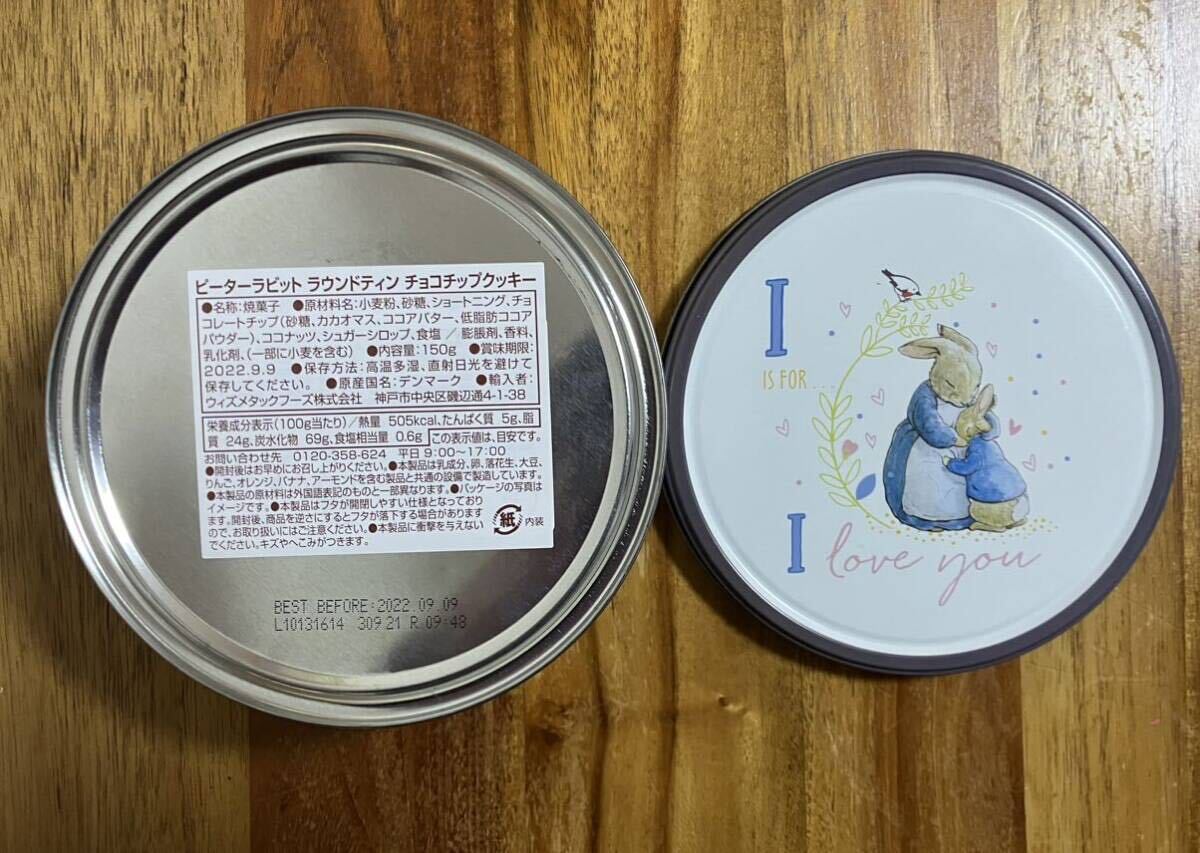 ピーターラビット ラウンドティン チョコチップクッキー
●名称:焼菓子 ●原材料名:小麦粉、砂糖、ショートニング、チョ
コレートチップ(砂糖、カカオマス、ココアバター、低脂肪ココア
パウダー)、ココナッツ、シュガーシロップ、食塩／膨脹剤、香料、
乳化剤、(一部に小麦を含む) ●内容量:150g ●賞味期限:
2022.9.9 ●保存方法:高温多湿、直射日光を避けて
保存してください。 ●原産国名:デンマーク ●輸入者:
ウィズメタックフーズ株式会社 神戸市中央区磯辺通4-1-38
栄養成分表示(100g当たり)／熱量 505kcal、たんぱく質 5g、脂
質 24g、炭水化物 69g、食塩相当量 0.6g
この表示値は、目安です。
お問い合わせ先 0120-358-624 平日 9:00〜17:00
●開封後はお早めにお召し上がりください。●本製品は乳成分、卵、落花生、大豆、
りんご、オレンジ、バナナ、アーモンドを含む製品と共通の設備で製造しています。
●本製品の原材料は外国語表記のものと一部異なります。●パッケージの写真はイ
メージです。●本製品はフタが開閉しやすい仕様となっており
ます。開封後、商品を逆さにするとフタが落下する場合があります
ので、お取り扱いにはご注意ください。●本製品に衝撃を与えない
でください。キズやへこみがつきます。
紙 内装
BEST BEFORE:2022.09.09
L10131614 309 21 R 09:48
I
IS FOR....
I love you